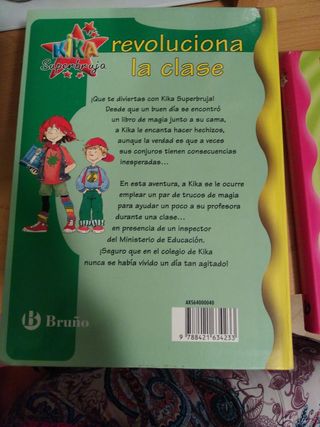 KIKA
Superbruja
revoluciona
la clase
¡Que te diviertas con Kika Superbruja!
Desde que un buen día se encontró
un libro de magia junto a su cama,
a Kika le encanta hacer hechizos,
aunque la verdad es que a veces
sus conjuros tienen consecuencias
inesperadas...
En esta aventura, a Kika se le ocurre
emplear un par de trucos de magia
para ayudar un poco a su profesora
durante una clase...
en presencia de un inspector
del Ministerio de Educación.
¡Seguro que en el colegio de Kika
nunca se había vivido un día tan agitado!
B Bruño
AK564000040
9 788421 634233